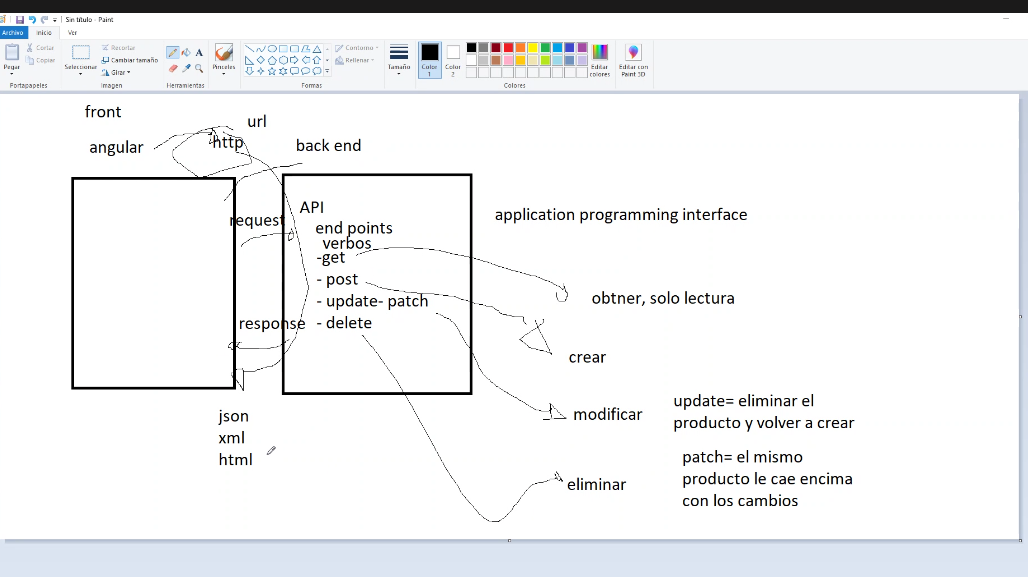 Sin título - Paint
Archivo Inicio Ver
Pegar
Cortar
Copiar
Portapapeles
Seleccionar
Recortar
Cambiar tamaño
Girar
Imagen
A
Herramientas
Pinceles
Contorno
Rellenar
Formas
Tamaño
Color 1
Color 2
Editar colores
Colores
Editar con Paint 3D
front
url
angular
http
back end
API
request
end points
verbos
-get
- post
- update- patch
- delete
response
application programming interface
obtner, solo lectura
crear
modificar
eliminar
update= eliminar el
producto y volver a crear
patch= el mismo
producto le cae encima
con los cambios
json
xml
html